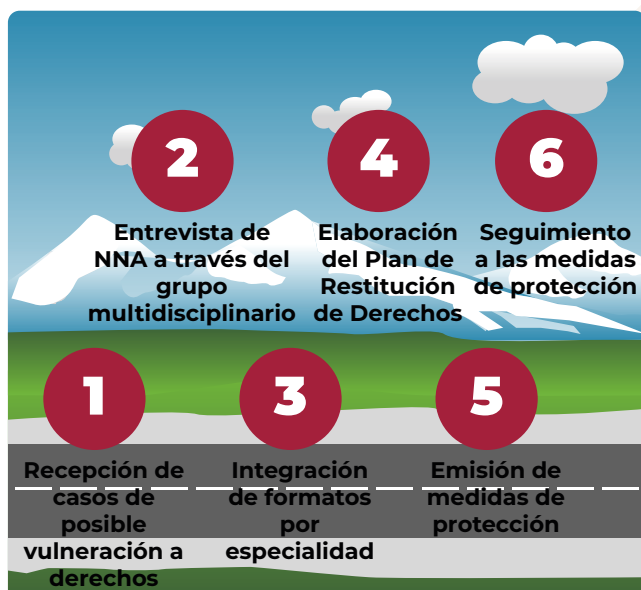 1
Recepción de
casos de
posible
vulneración a
derechos
2
Entrevista de
NNA a través del
grupo
multidisciplinario
3
Integración
de formatos
por
especialidad
4
Elaboración
del Plan de
Restitución
de Derechos
5
Emisión de
medidas de
protección
6
Seguimiento
a las medidas
de protección